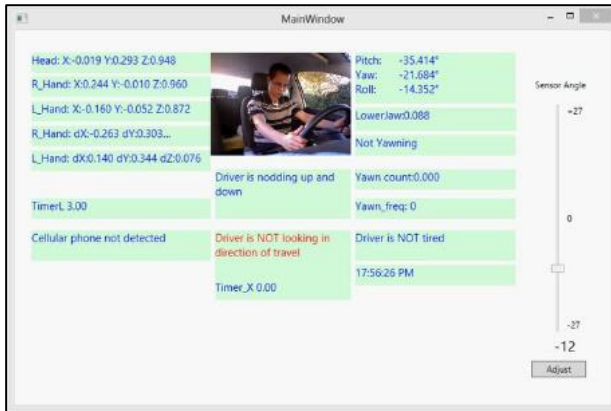 MainWindow
Head: X:-0.019 Y:0.293 Z:0.948
R_Hand: X:0.244 Y:-0.010 Z:0.960
L_Hand: X:-0.160 Y:-0.052 Z:0.872
R_Hand: dX:-0.263 dY:0.303...
L_Hand: dX:0.140 dY:0.344 dZ:0.076
TimerL 3.00
Cellular phone not detected
Driver is nodding up and
down
Driver is NOT looking in
direction of travel
Timer_X 0.00
Pitch: -35.414°
Yaw: -21.684°
Roll: -14.352°
LowerJaw:0.088
Not Yawning
Yawn count:0.000
Yawn_freq: 0
Driver is NOT tired
17:56:26 PM
Sensor Angle
+27
0
-27
-12
Adjust